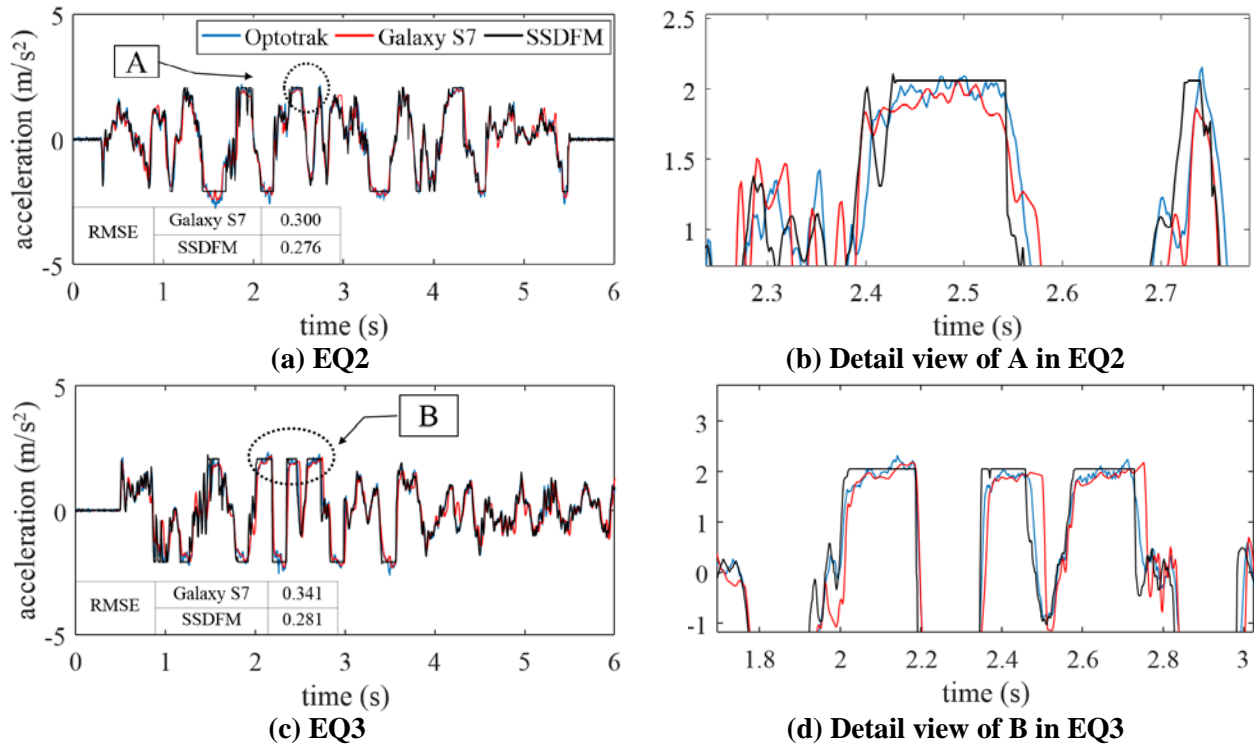 5
0
-5
acceleration (m/s²)
Optotrak Galaxy S7 SSDFM
A
RMSE
Galaxy S7 0.300
SSDFM 0.276
0 1 2 3 4 5 6
time (s)
(a) EQ2
2.5
2
1.5
1
2.3 2.4 2.5 2.6 2.7
time (s)
(b) Detail view of A in EQ2
5
0
-5
acceleration (m/s²)
B
RMSE
Galaxy S7 0.341
SSDFM 0.281
0 1 2 3 4 5 6
time (s)
(c) EQ3
3
2
1
0
-1
1.8 2 2.2 2.4 2.6 2.8 3
time (s)
(d) Detail view of B in EQ3